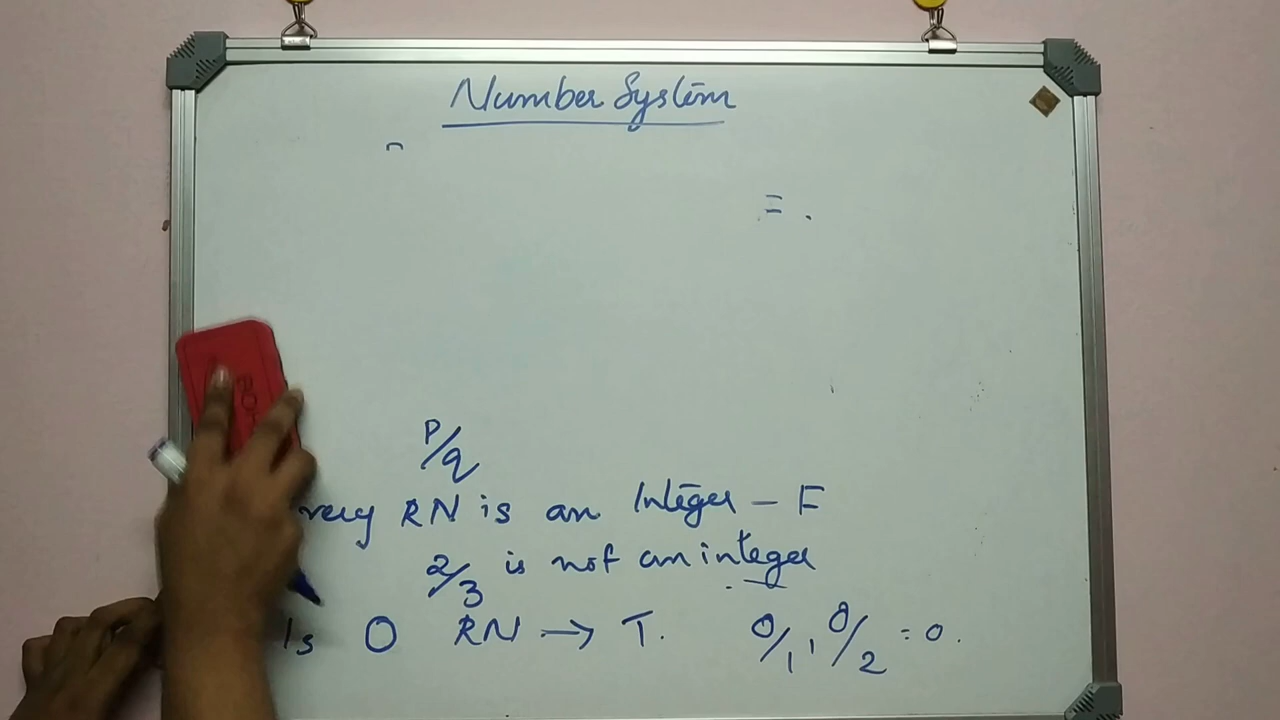 Number System
=.
P/q
very RN is an Integer – F
2/3 is not an integer
Is 0 RN → T. 0/1, 0/2 = 0.